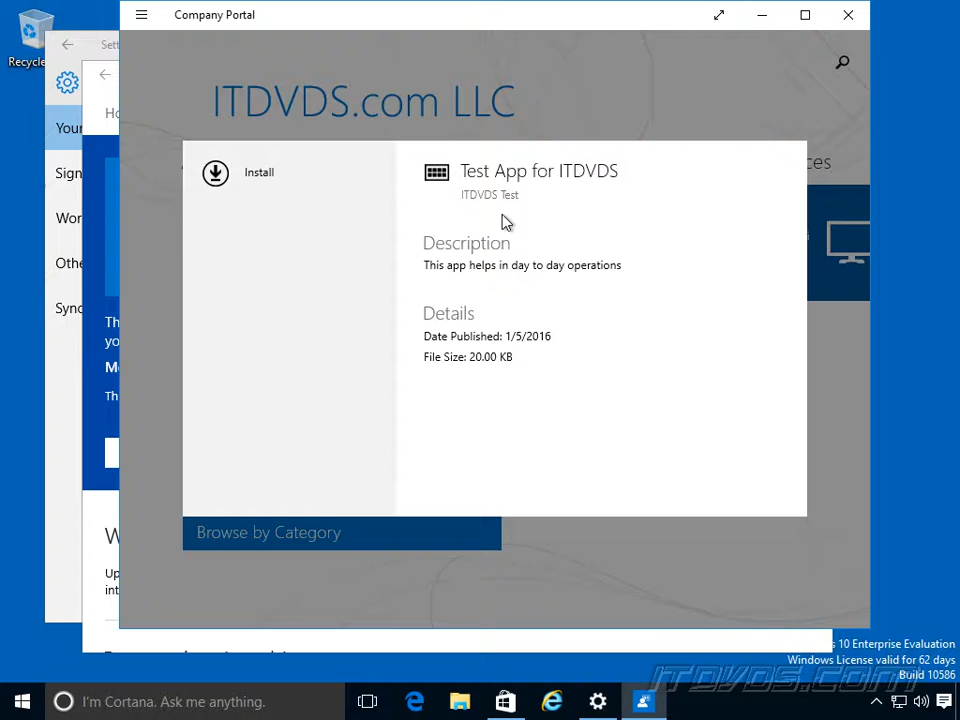 Company Portal
Recycle
Sett
ITDVDS.com LLC
Ho
Your
Sign
Wor
Othe
Sync
Install
Test App for ITDVDS
ITDVDS Test
ces
i
Description
This app helps in day to day operations
Details
Date Published: 1/5/2016
File Size: 20.00 KB
Th
yo
M
Th
Browse by Category
W
Up
int
10 Enterprise Evaluation
Windows License valid for 62 days
Build 10586
ITDVDS.com
I'm Cortana. Ask me anything.